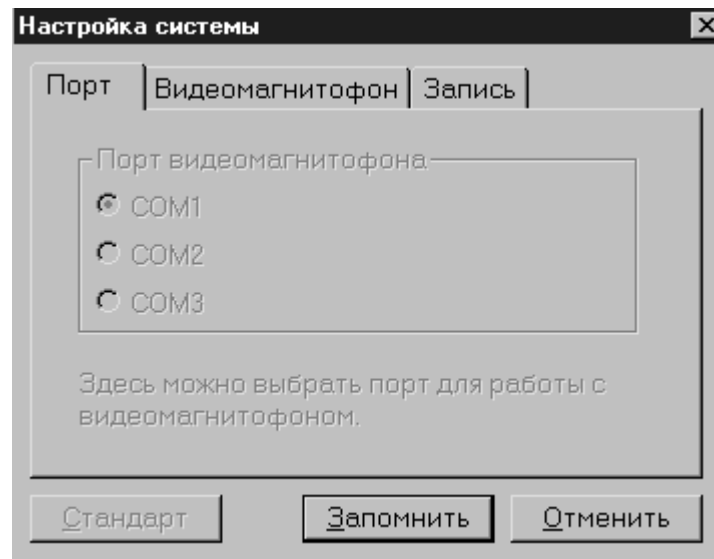 Настройка системы
Порт Видеомагнитофон Запись
Порт видеомагнитофона
COM1
COM2
COM3
Здесь можно выбрать порт для работы с
видеомагнитофоном.
Стандарт Запомнить Отменить